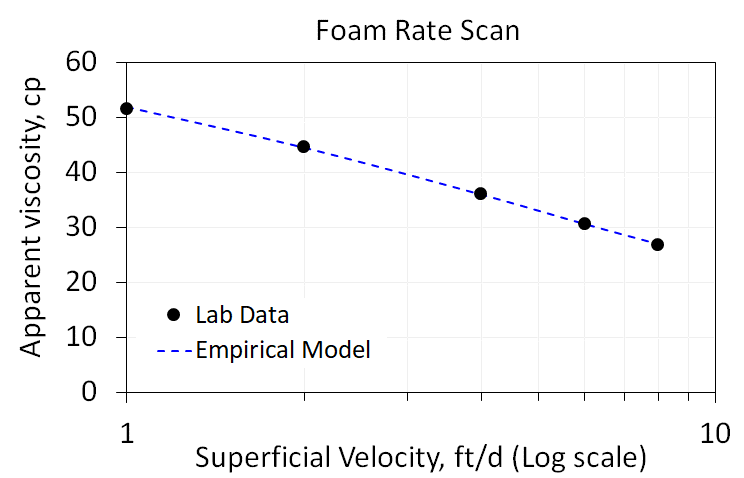 Foam Rate Scan
Apparent viscosity, cp
60
50
40
30
20
10
0
Lab Data
Empirical Model
1
10
Superficial Velocity, ft/d (Log scale)